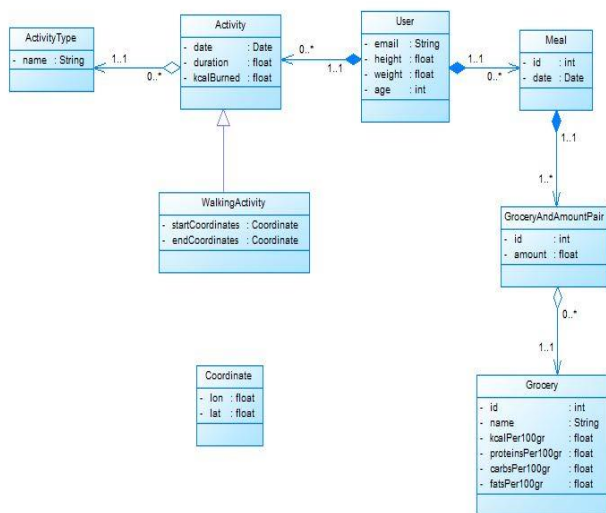 ActivityType
- name : String
1..1
0..*
Activity
- date : Date
- duration : float
- kcalBurned : float
0..*
1..1
User
- email : String
- height : float
- weight : float
- age : int
1..1
0..*
Meal
- id : int
- date : Date
1..1
1..*
WalkingActivity
- startCoordinates : Coordinate
- endCoordinates : Coordinate
GroceryAndAmountPair
- id : int
- amount : float
0..*
1..1
Coordinate
- lon : float
- lat : float
Grocery
- id : int
- name : String
- kcalPer100gr : float
- proteinsPer100gr : float
- carbsPer100gr : float
- fatsPer100gr : float